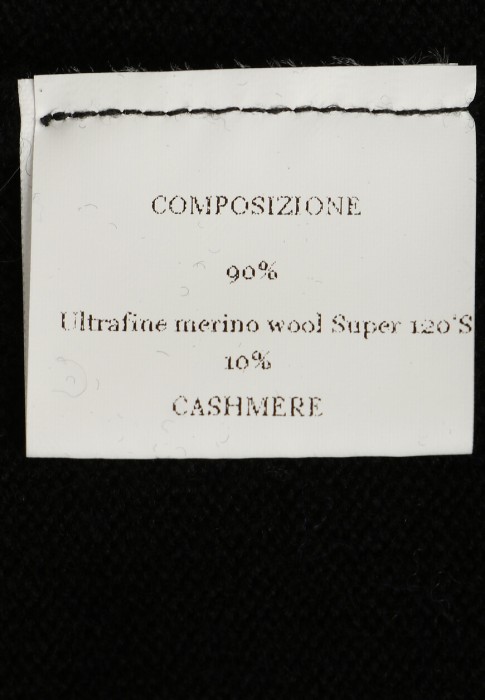 COMPOSIZIONE
90%
Ultrafine merino wool Super 120'S
10%
CASHMERE